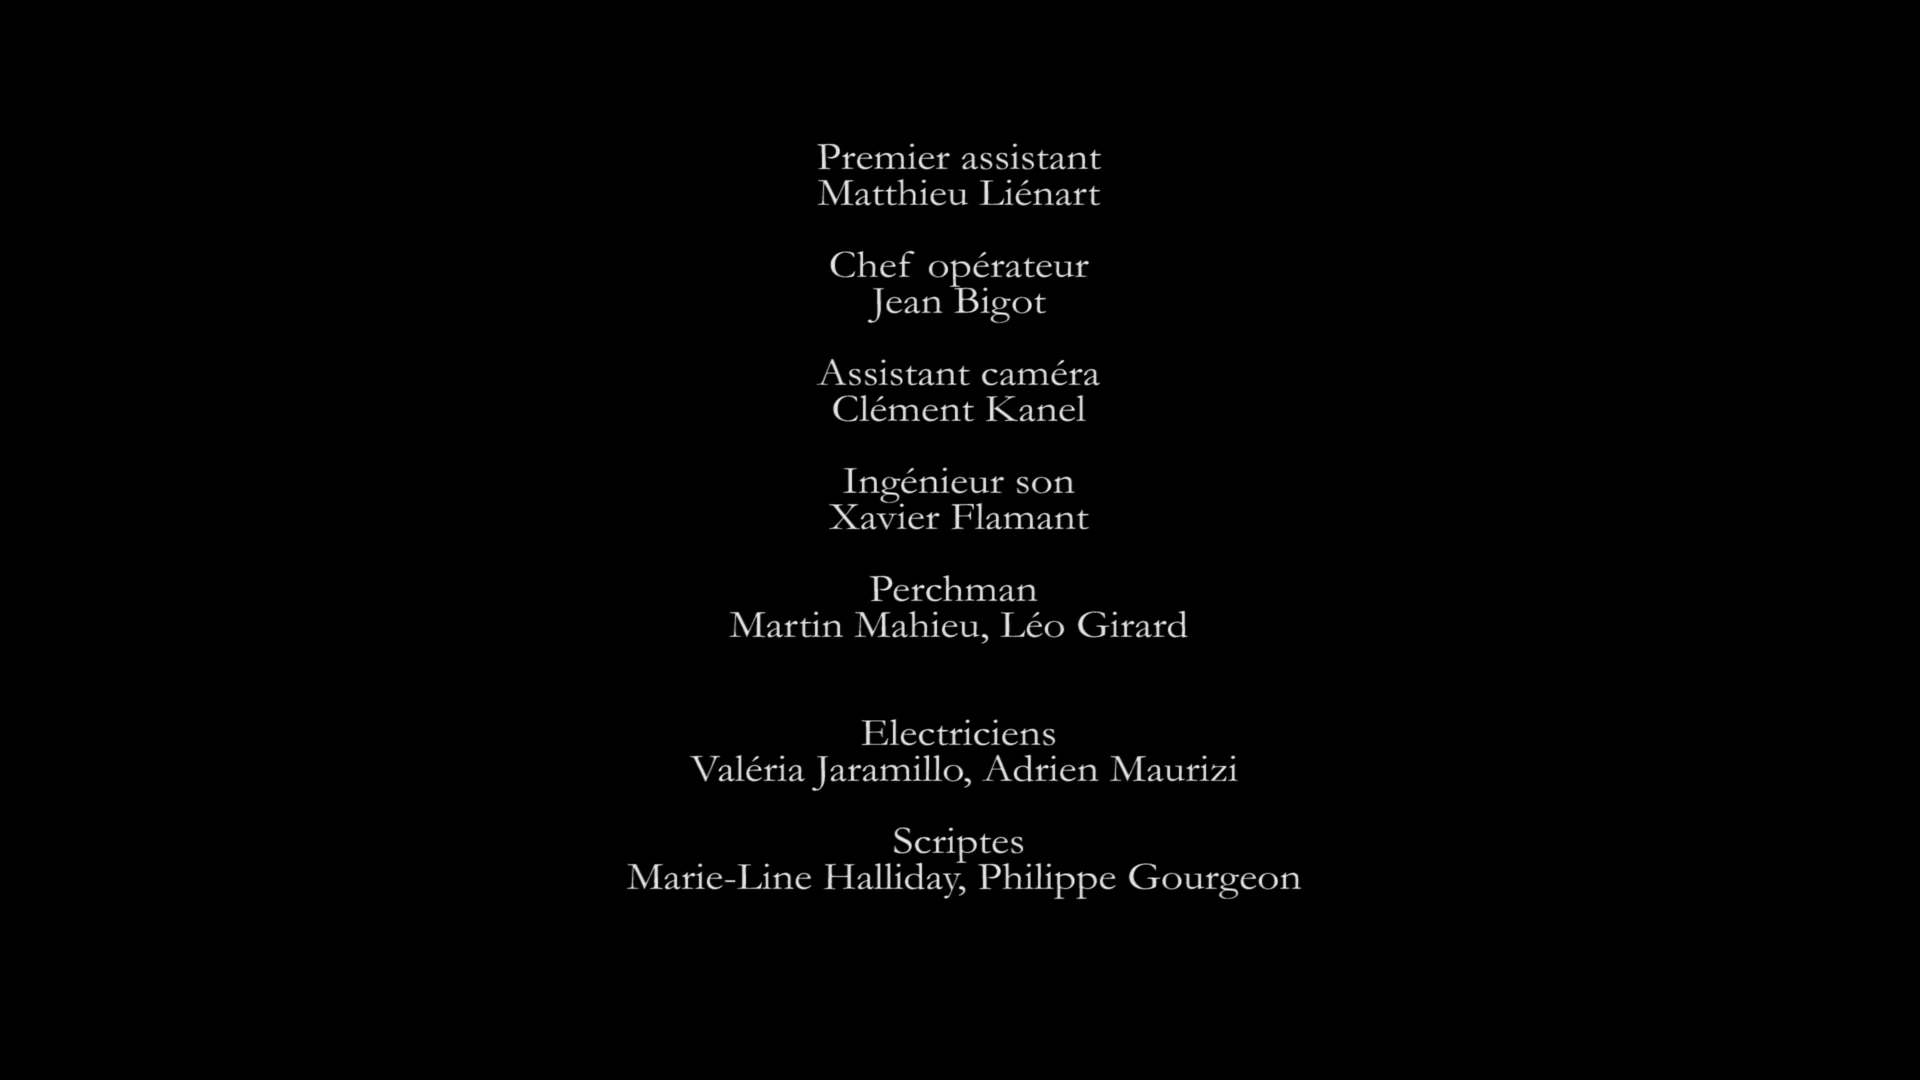 Premier assistant
Matthieu Liénart
Chef opérateur
Jean Bigot
Assistant caméra
Clément Kanel
Ingénieur son
Xavier Flamant
Perchman
Martin Mahieu, Léo Girard
Electriciens
Valéria Jaramillo, Adrien Maurizi
Scriptes
Marie-Line Halliday, Philippe Gourgeon